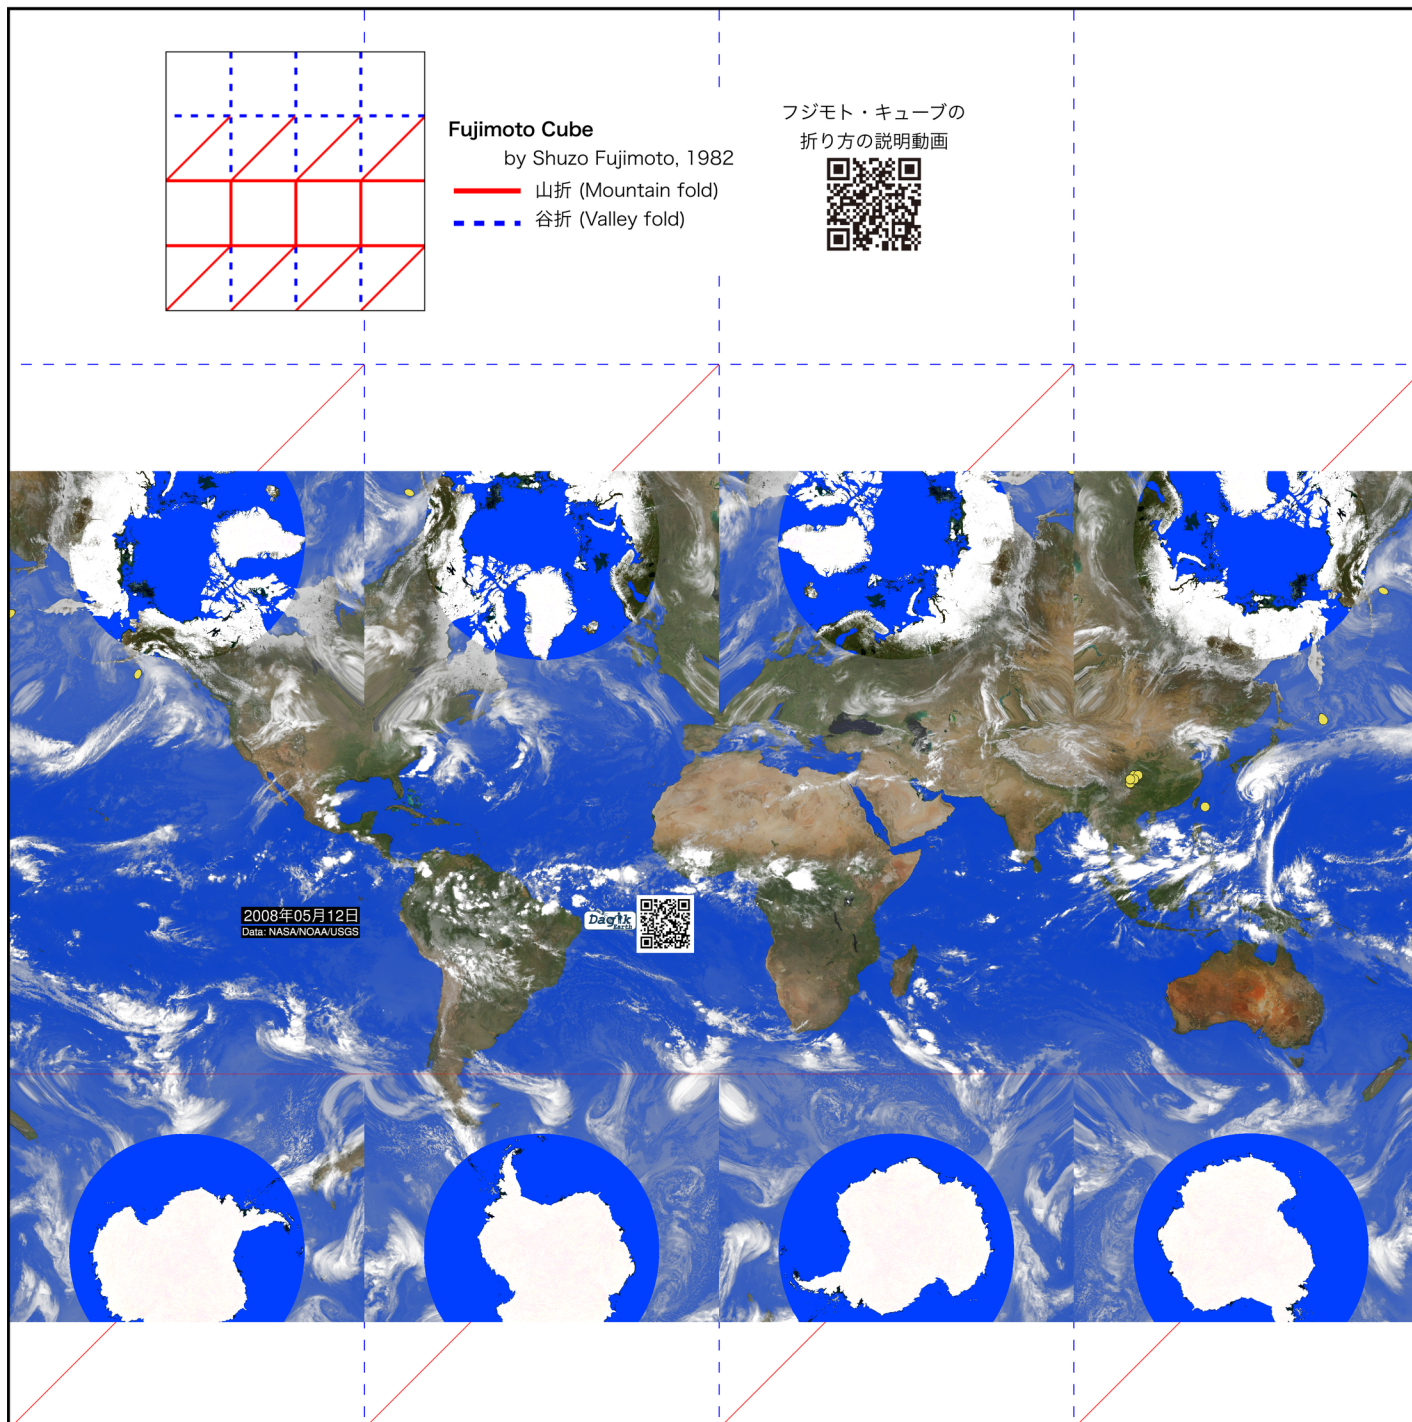 Fujimoto Cube
by Shuzo Fujimoto, 1982
山折 (Mountain fold)
谷折 (Valley fold)
フジモト・キューブの
折り方の説明動画
2008年05月12日
Data: NASA/NOAA/USGS
Dagik
Earth